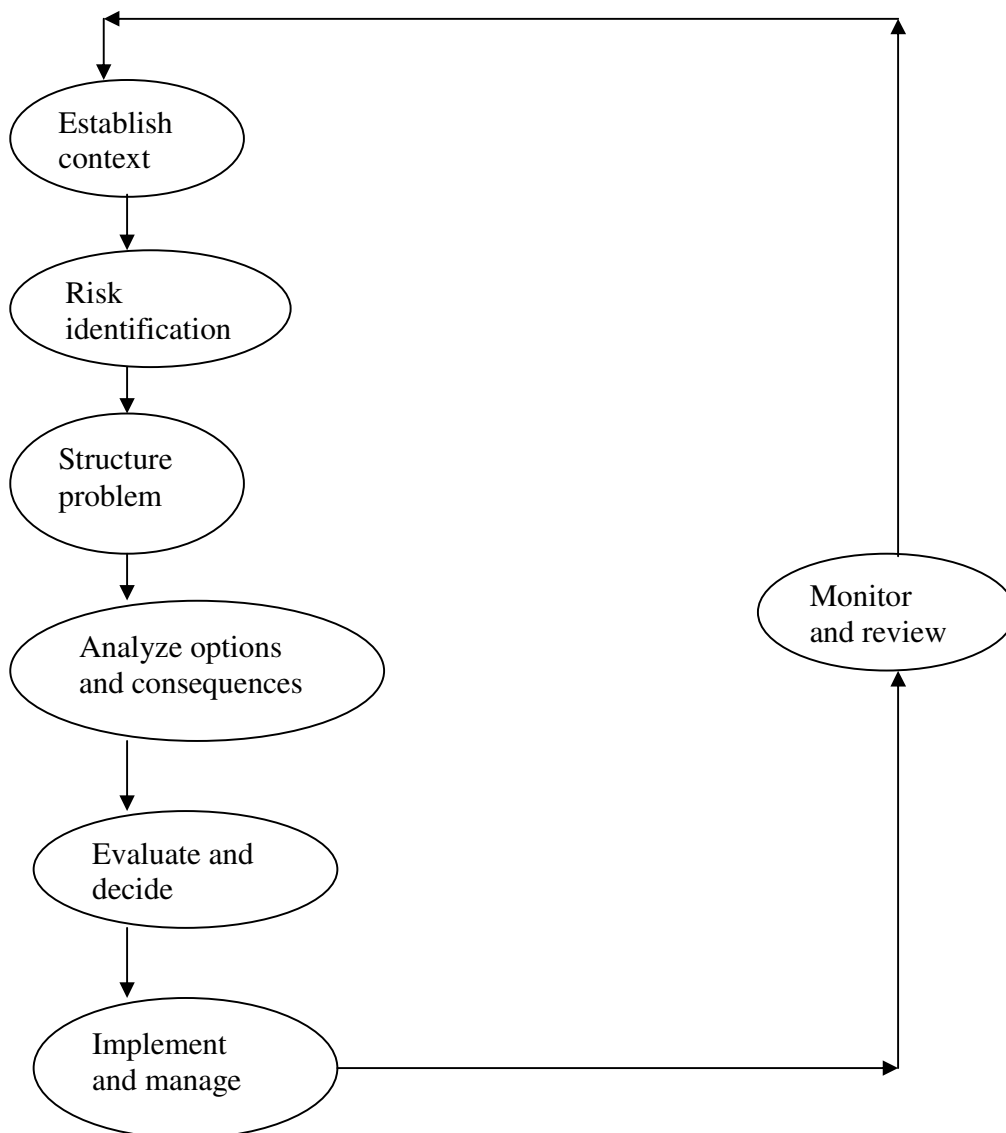 Establish
context
Risk
identification
Structure
problem
Analyze options
and consequences
Evaluate and
decide
Implement
and manage
Monitor
and review